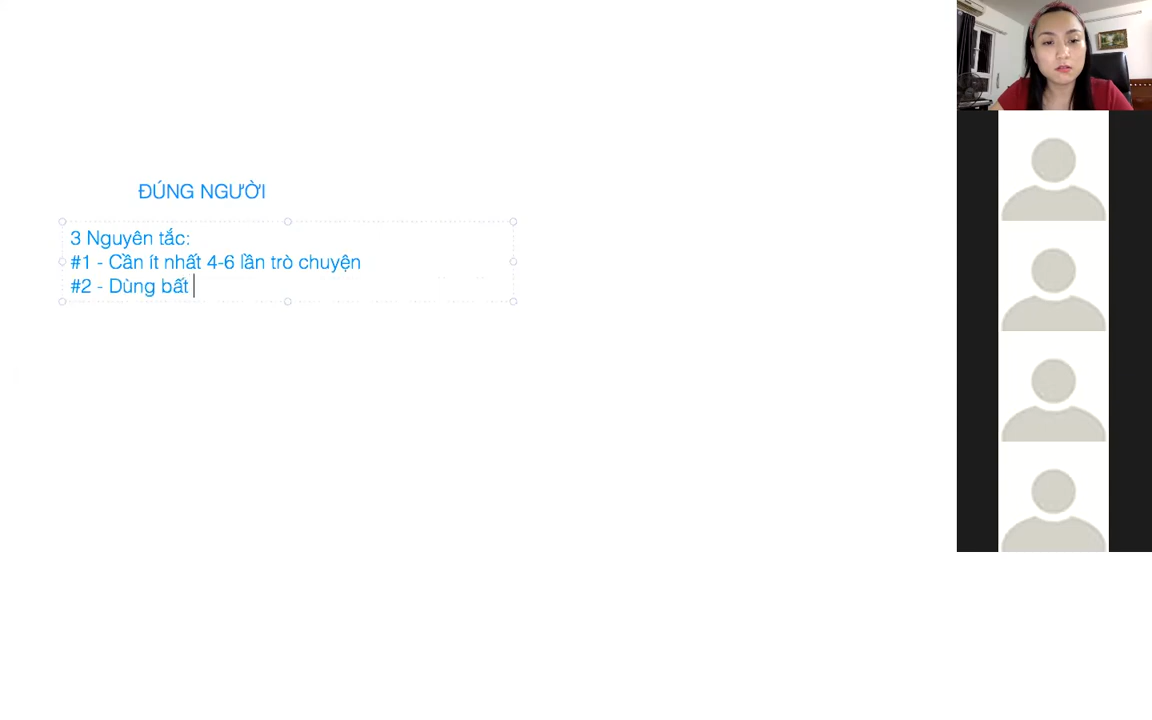 ĐÚNG NGƯỜI
3 Nguyên tắc:
#1 - Cần ít nhất 4-6 lần trò chuyện
#2 - Dùng bất